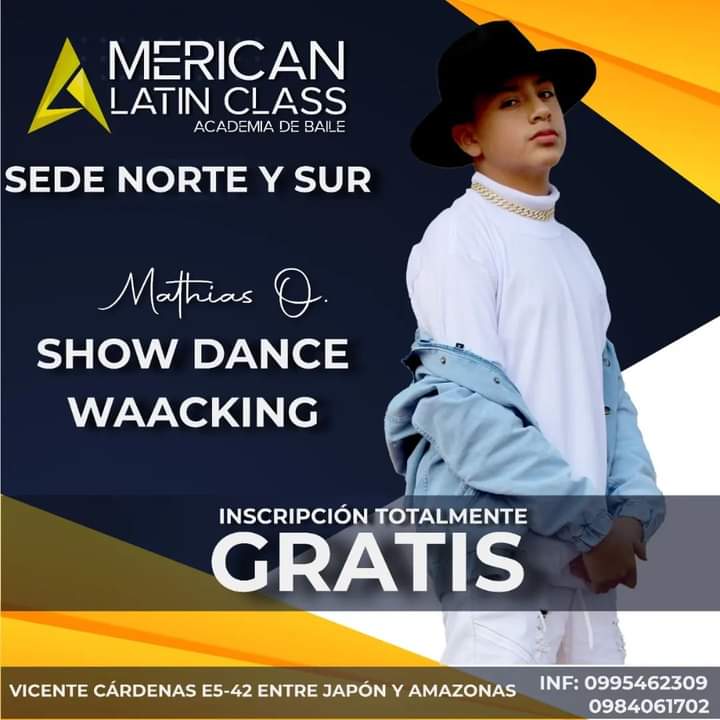 AMERICAN
LATIN CLASS
ACADEMIA DE BAILE
SEDE NORTE Y SUR
Mathias O.
SHOW DANCE
WAACKING
INSCRIPCIÓN TOTALMENTE
GRATIS
VICENTE CÁRDENAS E5-42 ENTRE JAPÓN Y AMAZONAS
INF: 0995462309
0984061702